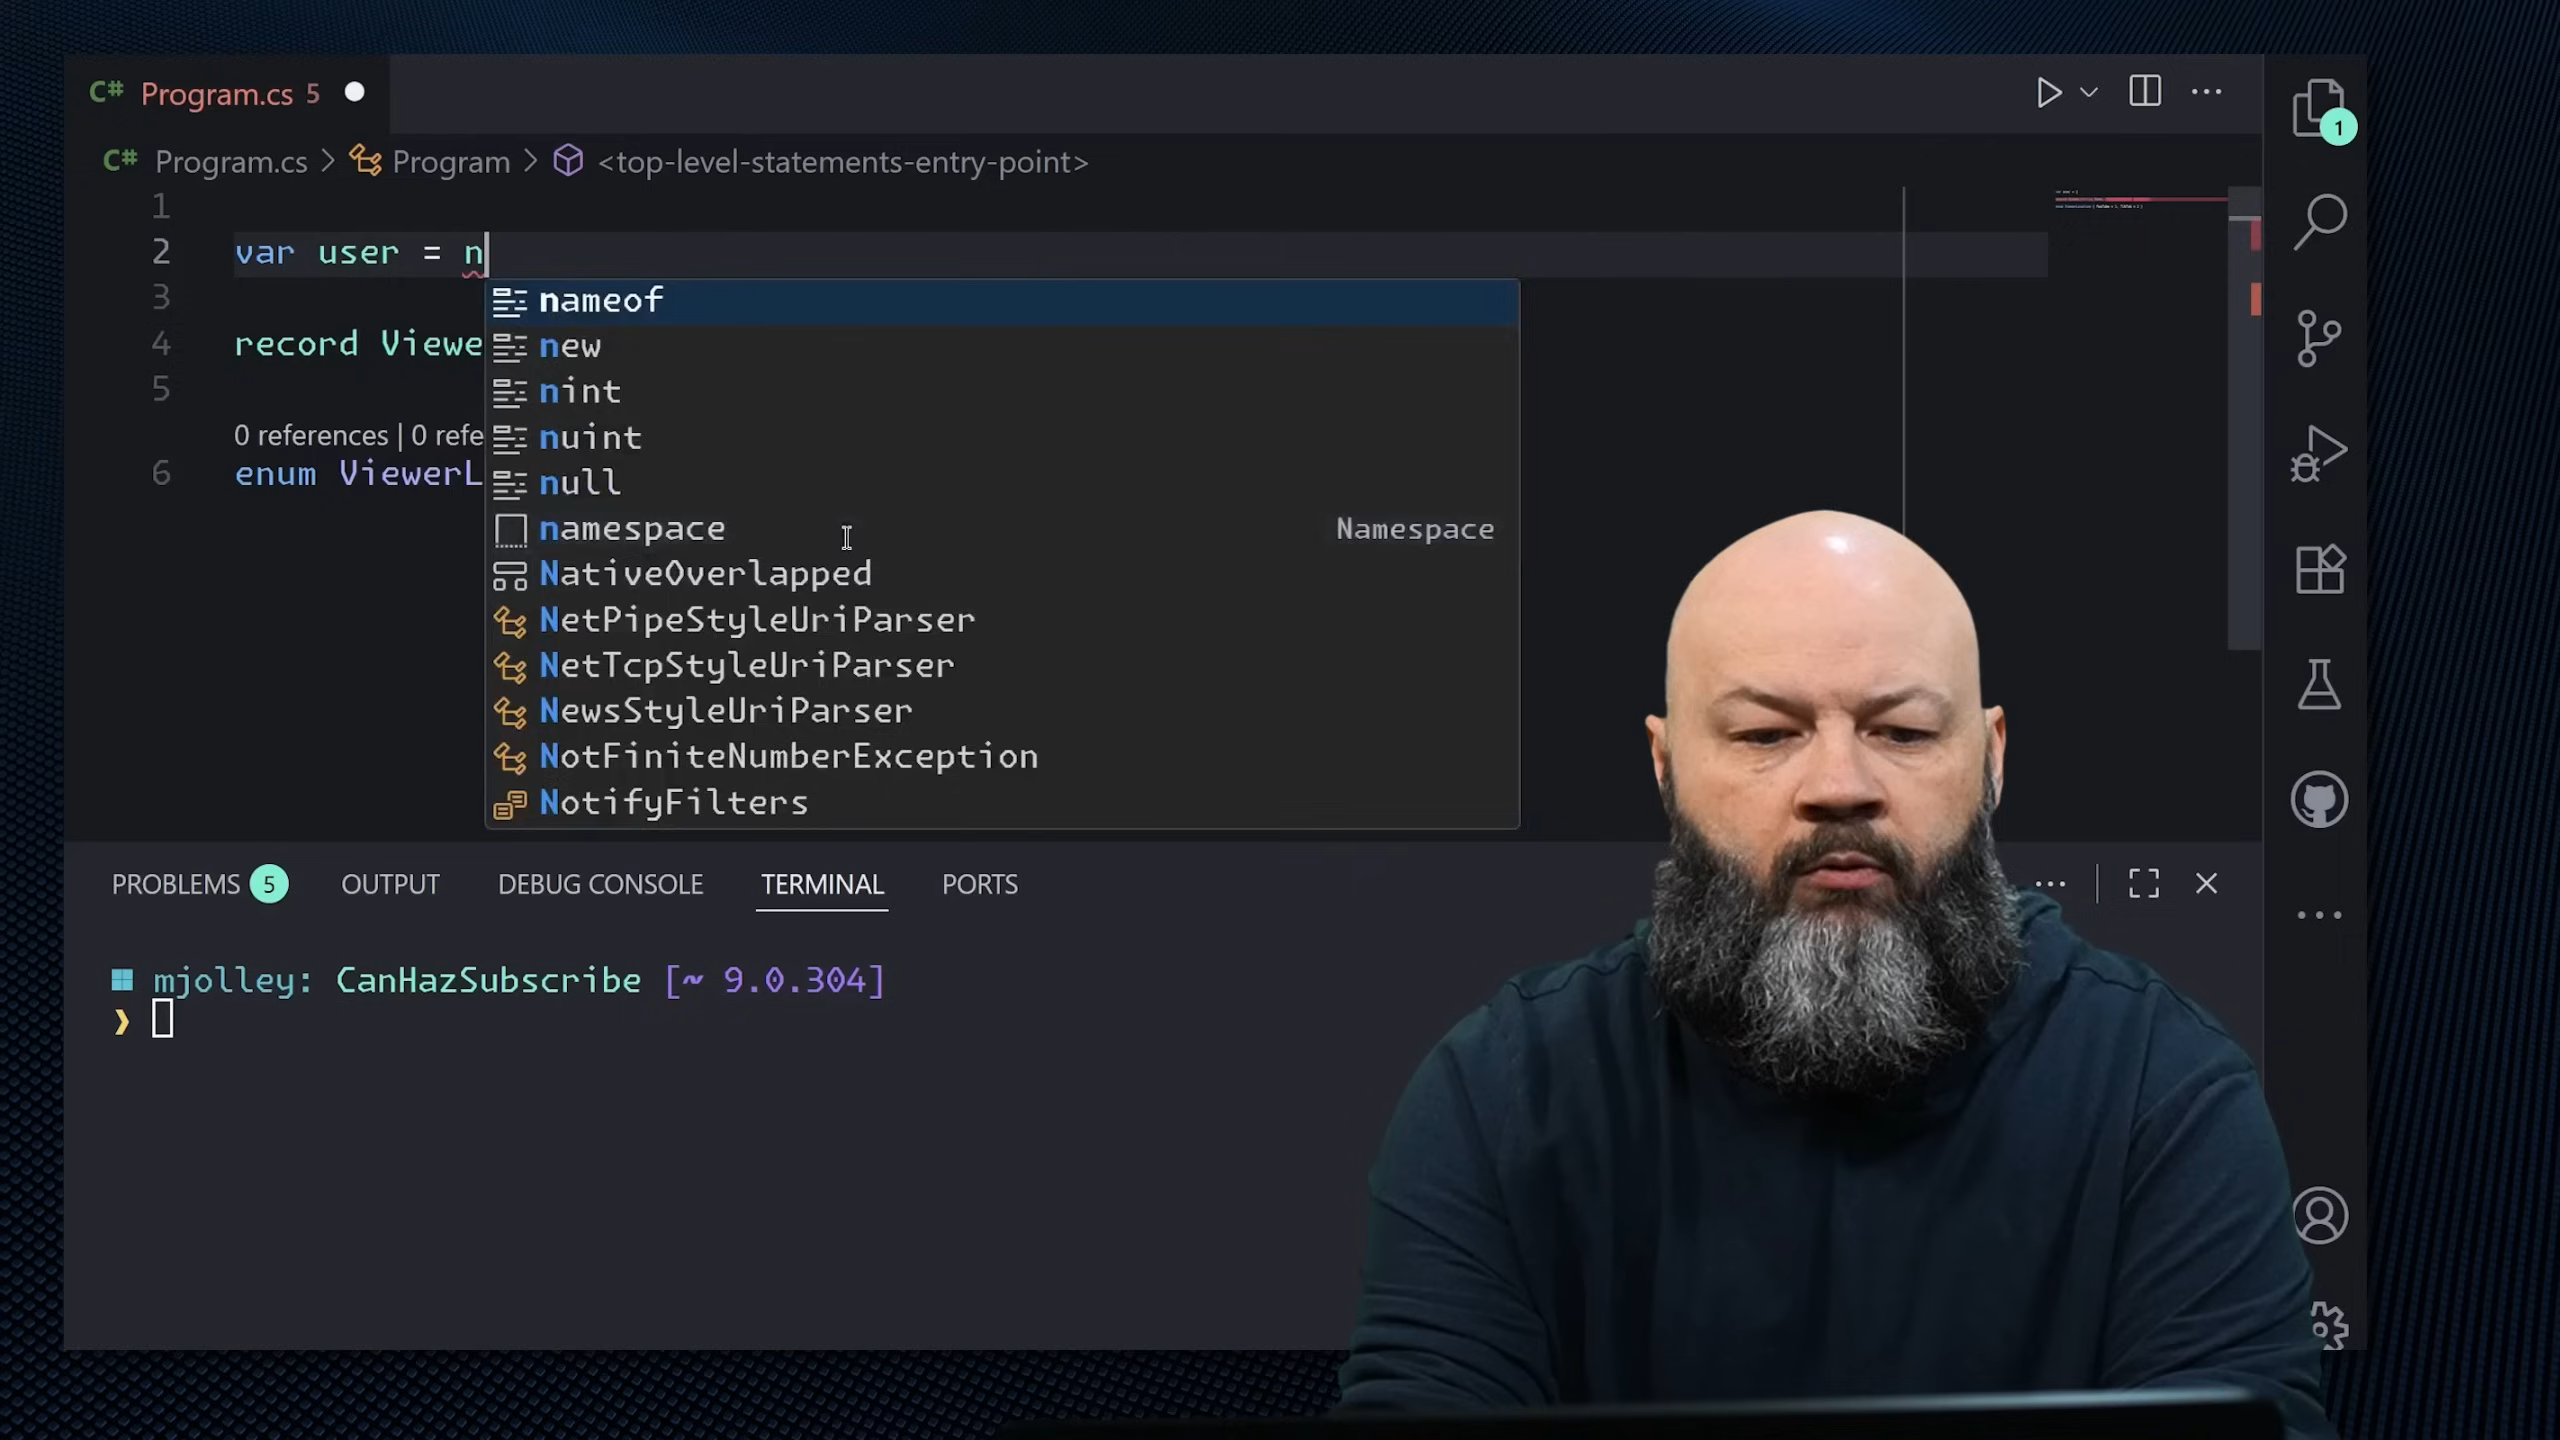 C# Program.cs 5
C# Program.cs > Program > <top-level-statements-entry-point>
1
2 var user = n
3
4 record Viewe
5
0 references | 0 refe
6 enum ViewerL
nameof
new
nint
nuint
null
namespace Namespace
NativeOverlapped
NetPipeStyleUriParser
NetTcpStyleUriParser
NewsStyleUriParser
NotFiniteNumberException
NotifyFilters
1
PROBLEMS 5 OUTPUT DEBUG CONSOLE TERMINAL PORTS
mjolley: CanHazSubscribe [~ 9.0.304]
❯